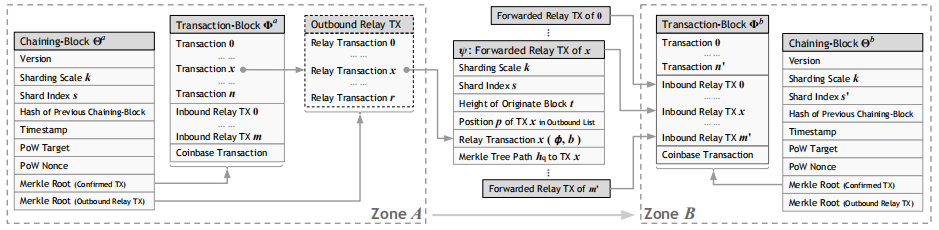 Chaining-Block Θᵃ
Version
Sharding Scale k
Shard Index s
Hash of Previous Chaining-Block
Timestamp
PoW Target
PoW Nonce
Merkle Root (Confirmed TX)
Merkle Root (Outbound Relay TX)
Transaction-Block Φᵃ
Transaction 0
... ...
Transaction x
... ...
Transaction n
Inbound Relay TX 0
... ...
Inbound Relay TX m
Coinbase Transaction
Outbound Relay TX
Relay Transaction 0
... ...
Relay Transaction x
... ...
Relay Transaction r
Zone A
Forwarded Relay TX of 0
⋮
ψ: Forwarded Relay TX of x
Sharding Scale k
Shard Index s
Height of Originate Block t
Position p of TX x in Outbound List
Relay Transaction x ( ϕ, b )
Merkle Tree Path hq to TX x
⋮
Forwarded Relay TX of m'
Transaction-Block Φᵇ
Transaction 0
... ...
Transaction n'
Inbound Relay TX 0
... ...
Inbound Relay TX x
... ...
Inbound Relay TX m'
Coinbase Transaction
Zone B
Chaining-Block Θᵇ
Version
Sharding Scale k
Shard Index s'
Hash of Previous Chaining-Block
Timestamp
PoW Target
PoW Nonce
Merkle Root (Confirmed TX)
Merkle Root (Outbound Relay TX)